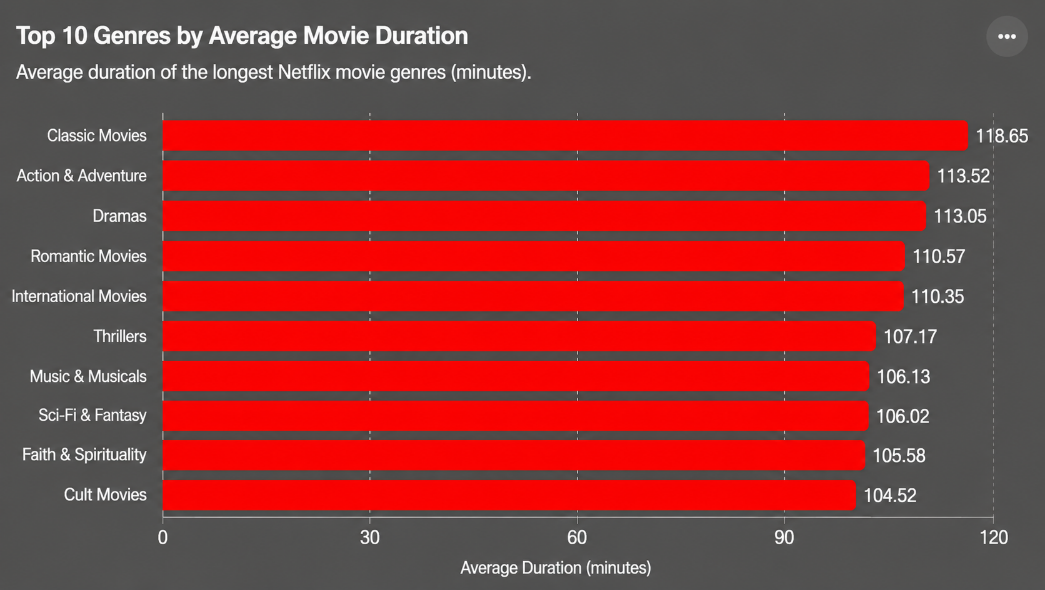 Top 10 Genres by Average Movie Duration
Average duration of the longest Netflix movie genres (minutes).
Classic Movies 118.65
Action & Adventure 113.52
Dramas 113.05
Romantic Movies 110.57
International Movies 110.35
Thrillers 107.17
Music & Musicals 106.13
Sci-Fi & Fantasy 106.02
Faith & Spirituality 105.58
Cult Movies 104.52
0 30 60 90 120
Average Duration (minutes)